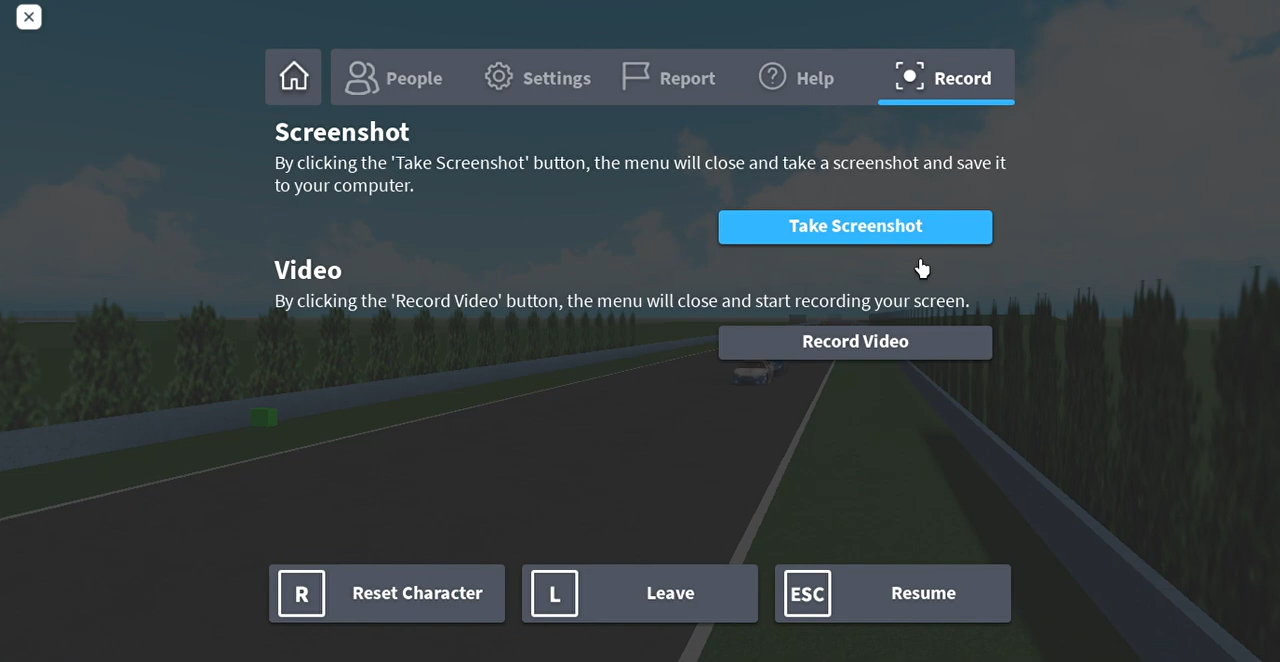 People
Settings
Report
Help
Record
Screenshot
By clicking the 'Take Screenshot' button, the menu will close and take a screenshot and save it
to your computer.
Take Screenshot
Video
By clicking the 'Record Video' button, the menu will close and start recording your screen.
Record Video
R Reset Character
L Leave
ESC Resume